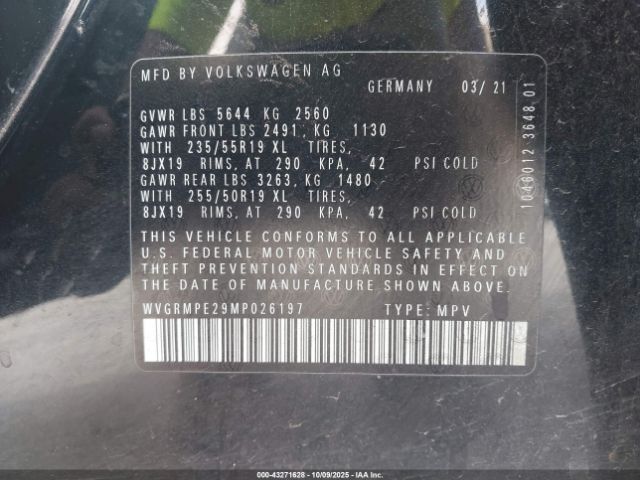 MFD BY VOLKSWAGEN AG
GERMANY 03/ 21
GVWR LBS 5644 KG 2560
GAWR FRONT LBS 2491, KG 1130
WITH 235/55R19 XL TIRES,
8JX19 RIMS, AT 290 KPA, 42 PSI COLD
GAWR REAR LBS 3263, KG 1480
WITH 255/50R19 XL TIRES,
8JX19 RIMS, AT 290 KPA, 42 PSI COLD
THIS VEHICLE CONFORMS TO ALL APPLICABLE
U.S. FEDERAL MOTOR VEHICLE SAFETY AND
THEFT PREVENTION STANDARDS IN EFFECT ON
THE DATE OF MANUFACTURE SHOWN ABOVE.
WVGRMPE29MP026197 TYPE: MPV
1046012 3648.01
000-43271628 - 10/09/2025 - IAA, Inc.